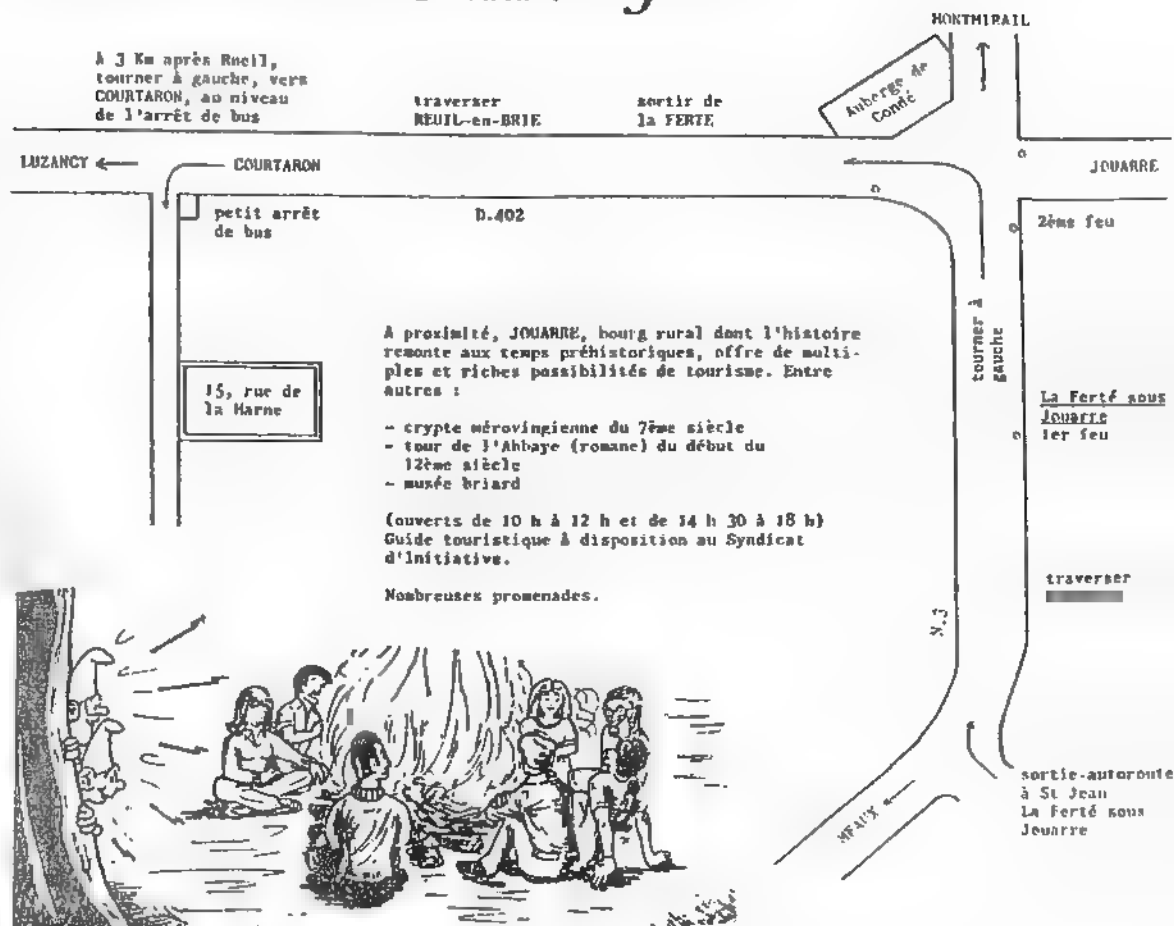 MONTMIRAIL
À 3 Km après Rueil,
tourner à gauche, vers
COURTARON, au niveau
de l'arrêt de bus
traverser
REUIL-en-BRIE
sortir de
la FERTE
Auberge de
Condé
LUZANCY
COURTARON
JOUARRE
petit arrêt
de bus
D.402
2ème feu
tourner à
gauche
À proximité, JOUARRE, bourg rural dont l'histoire
remonte aux temps préhistoriques, offre de multi-
ples et riches possibilités de tourisme. Entre
autres :
15, rue de
la Marne
La Ferté sous
Jouarre
1er feu
- crypte mérovingienne du 7ème siècle
- tour de l'Abbaye (romane) du début du
12ème siècle
- musée briard
(ouverts de 10 h à 12 h et de 14 h 30 à 18 h)
Guide touristique à disposition au Syndicat
d'Initiative.
Nombreuses promenades.
traverser
N.3
MEAUX
sortie-autoroute
à St Jean
La Ferté sous
Jouarre